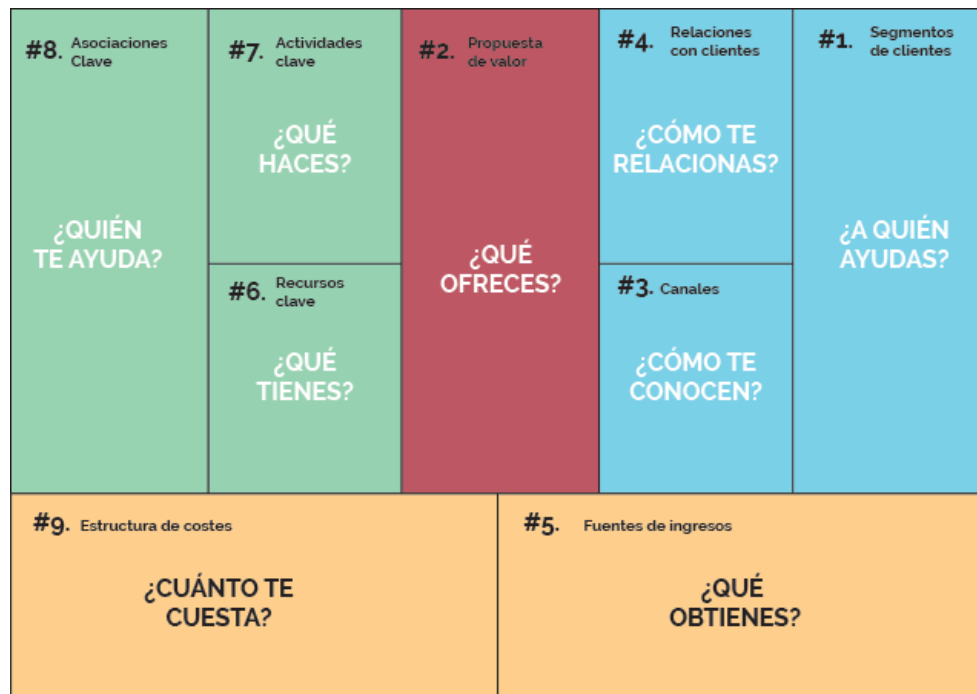 #8. Asociaciones
Clave
¿QUIÉN
TE AYUDA?
#7. Actividades
clave
¿QUÉ
HACES?
#6. Recursos
clave
¿QUÉ
TIENES?
#2. Propuesta
de valor
¿QUÉ
OFRECES?
#4. Relaciones
con clientes
¿CÓMO TE
RELACIONAS?
#3. Canales
¿CÓMO TE
CONOCEN?
#1. Segmentos
de clientes
¿A QUIÉN
AYUDAS?
#9. Estructura de costes
¿CUÁNTO TE
CUESTA?
#5. Fuentes de ingresos
¿QUÉ
OBTIENES?